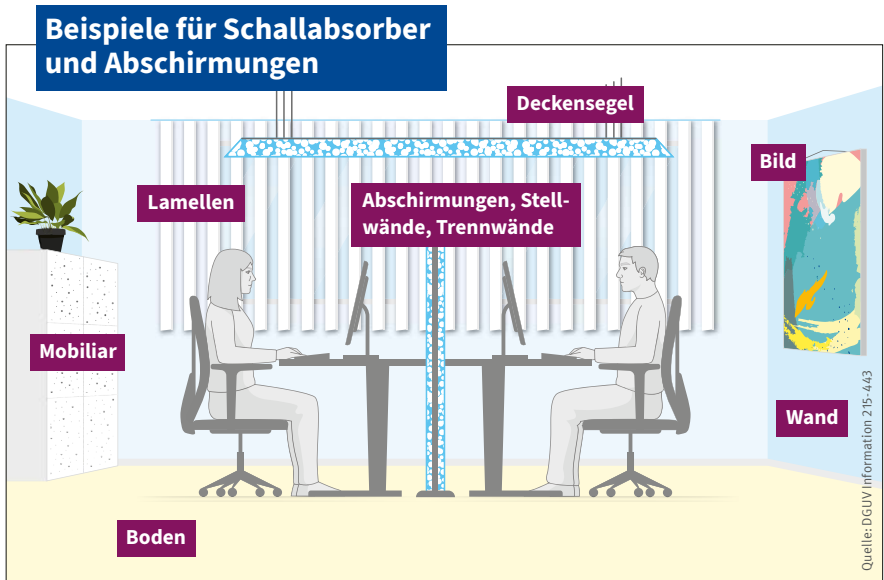 Beispiele für Schallabsorber
und Abschirmungen
Deckensegel
Bild
Lamellen
Abschirmungen, Stell-
wände, Trennwände
Mobiliar
Wand
Boden
Quelle: DGUV Information 215-443